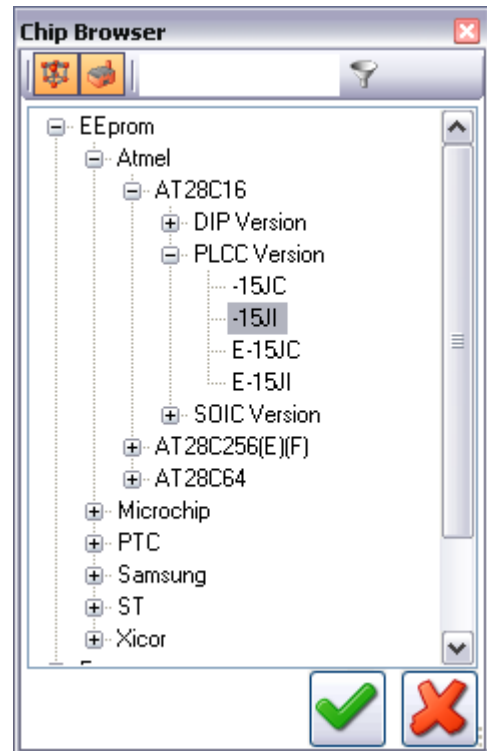 Chip Browser
EEprom
Atmel
AT28C16
DIP Version
PLCC Version
-15JC
-15JI
E-15JC
E-15JI
SOIC Version
AT28C256(E)(F)
AT28C64
Microchip
PTC
Samsung
ST
Xicor